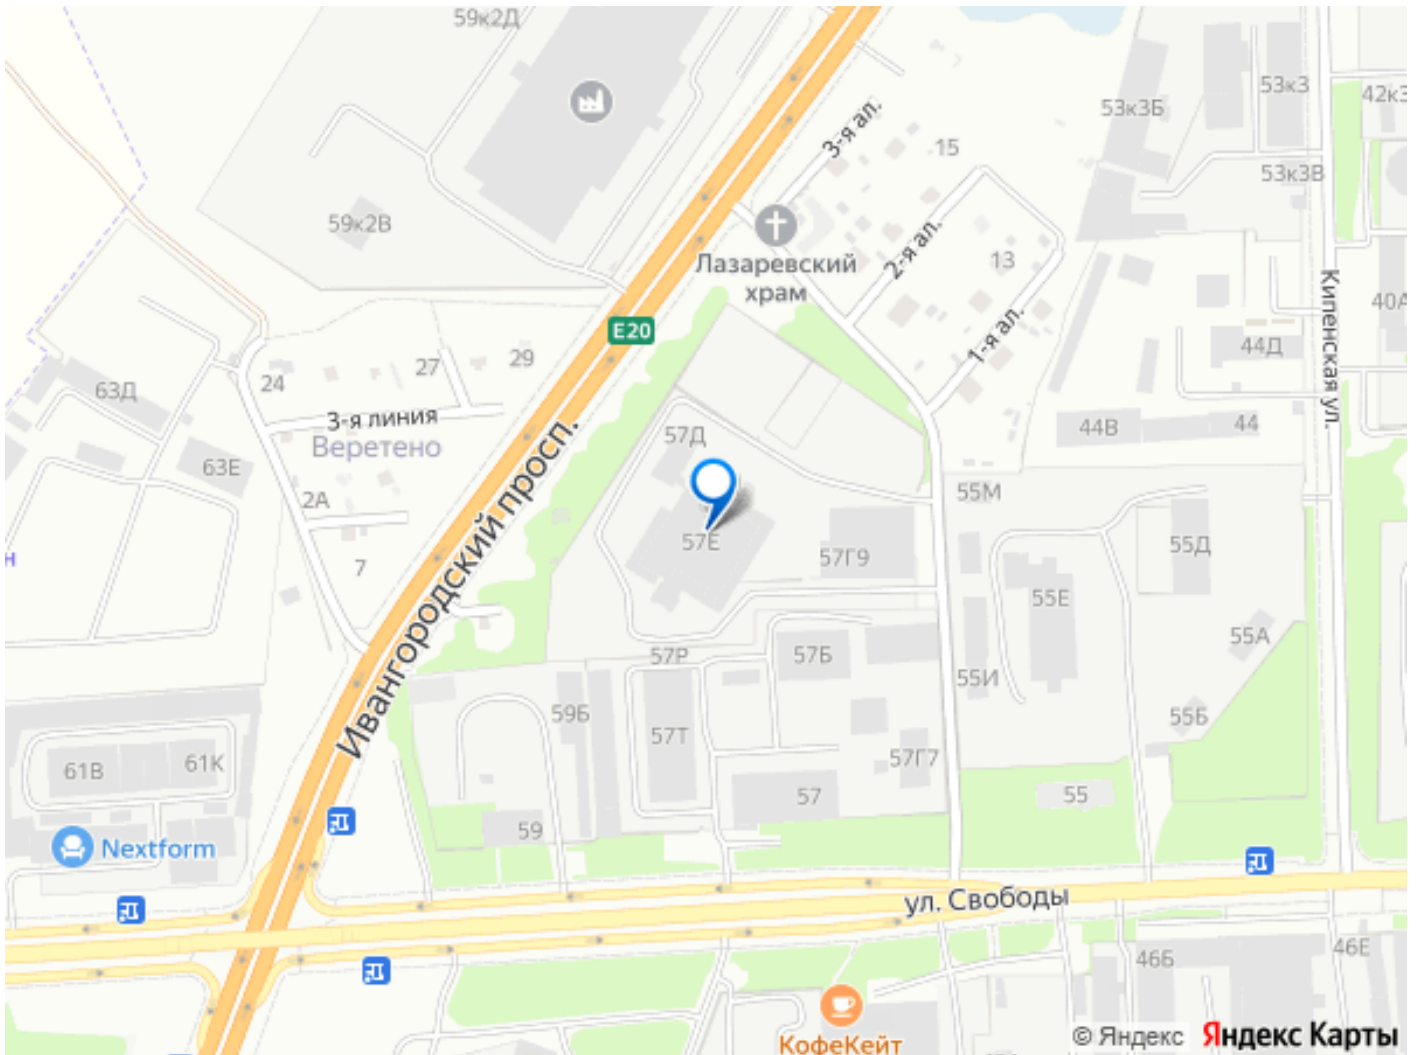 59к2Д
53к3
42к3
53к3Б
3-я ал.
15
53к3В
59к2В
2-я ал.
Лазаревский
храм
13
Кипенская ул.
40А
E20
1-я ал.
44Д
29
27
24
63Д
3-я линия
Веретено
57Д
44В
44
63Е
2А
55М
Ивангородский просп.
57Е
57Г9
55Д
н
7
55Е
55А
57Р
57Б
55И
59Б
57Т
55Б
61В
61К
57Г7
57
55
59
Nextform
ул. Свободы
46Б
46Е
КофеКейт
© Яндекс Яндекс Карты